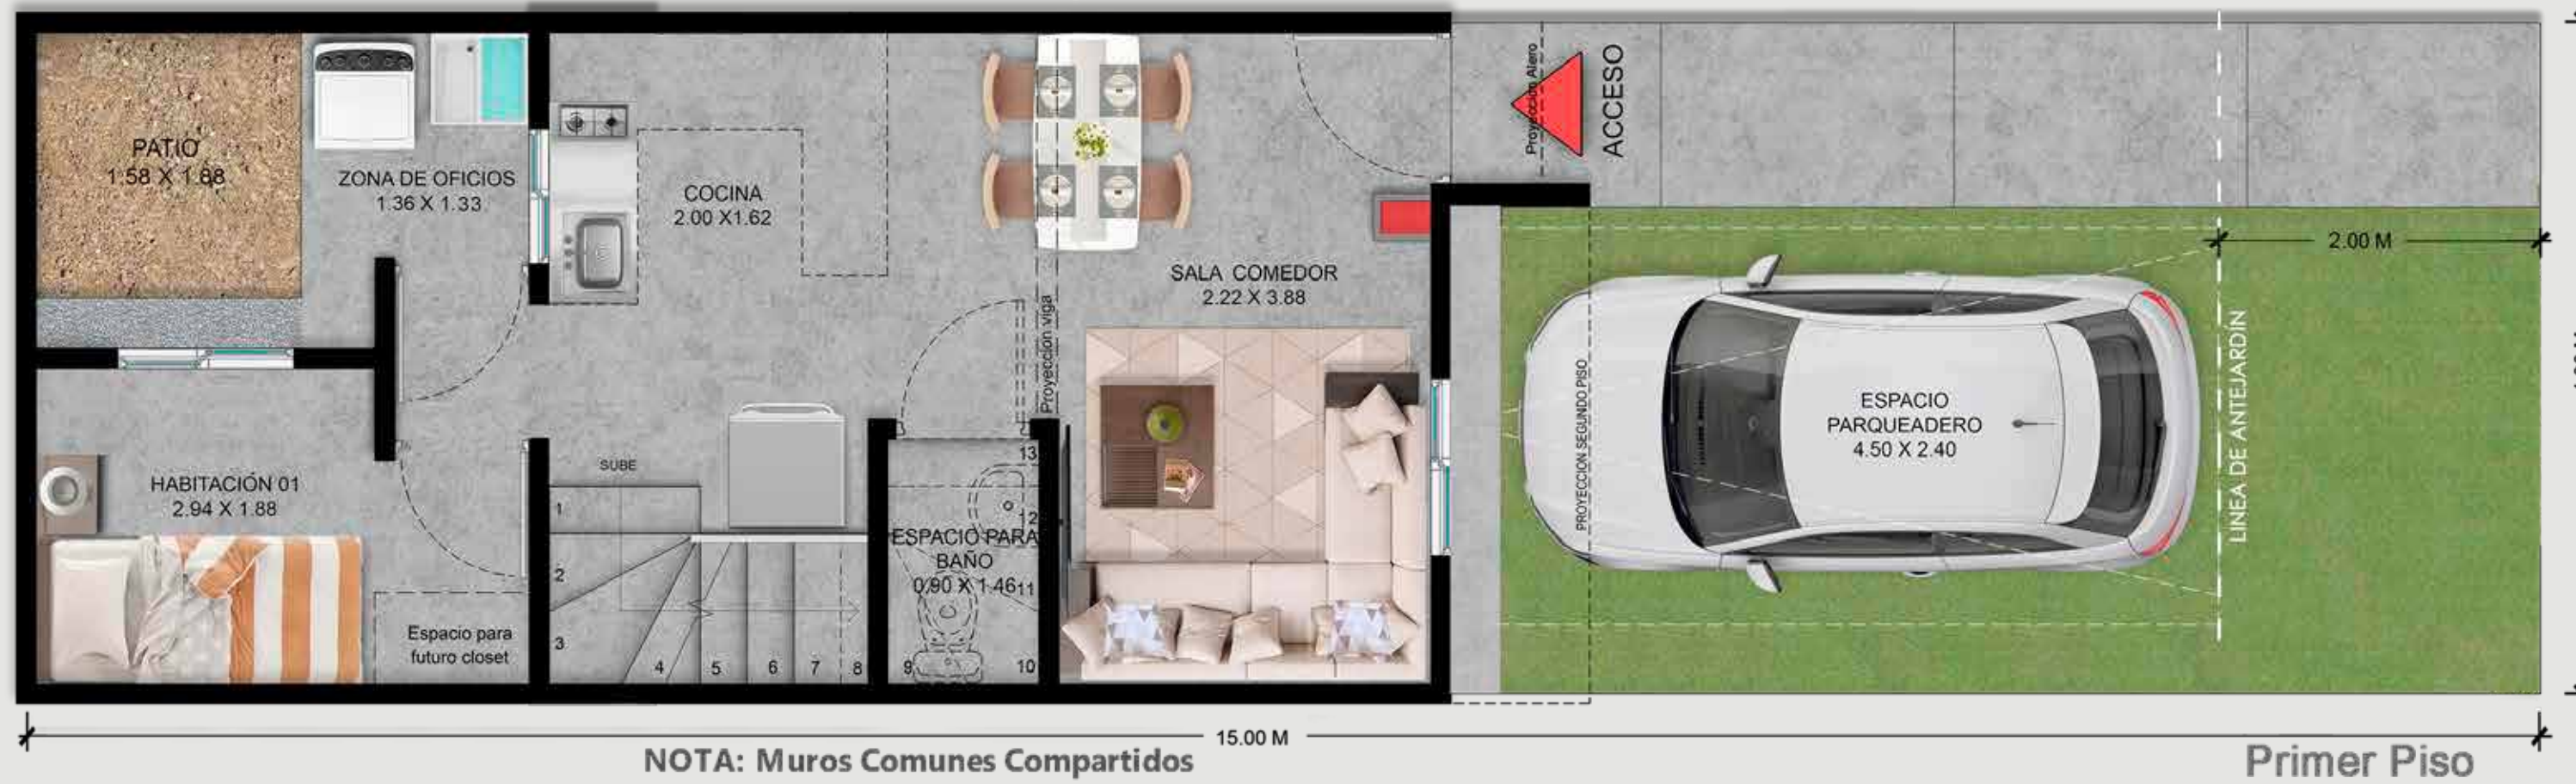 PATIO
1.58 X 1.88
ZONA DE OFICIOS
1.36 X 1.33
COCINA
2.00 X1.62
SALA COMEDOR
2.22 X 3.88
Proyección viga
Proyección Alero
ACCESO
2.00 M
PROYECCION SEGUNDO PISO
ESPACIO
PARQUEADERO
4.50 X 2.40
LINEA DE ANTEJARDÍN
HABITACIÓN 01
2.94 X 1.88
Espacio para
futuro closet
SUBE
1
2
3
4
5
6
7
8
9
10
11
12
13
ESPACIO PARA
BAÑO
0.90 X 1.46
15.00 M
NOTA: Muros Comunes Compartidos
Primer Piso